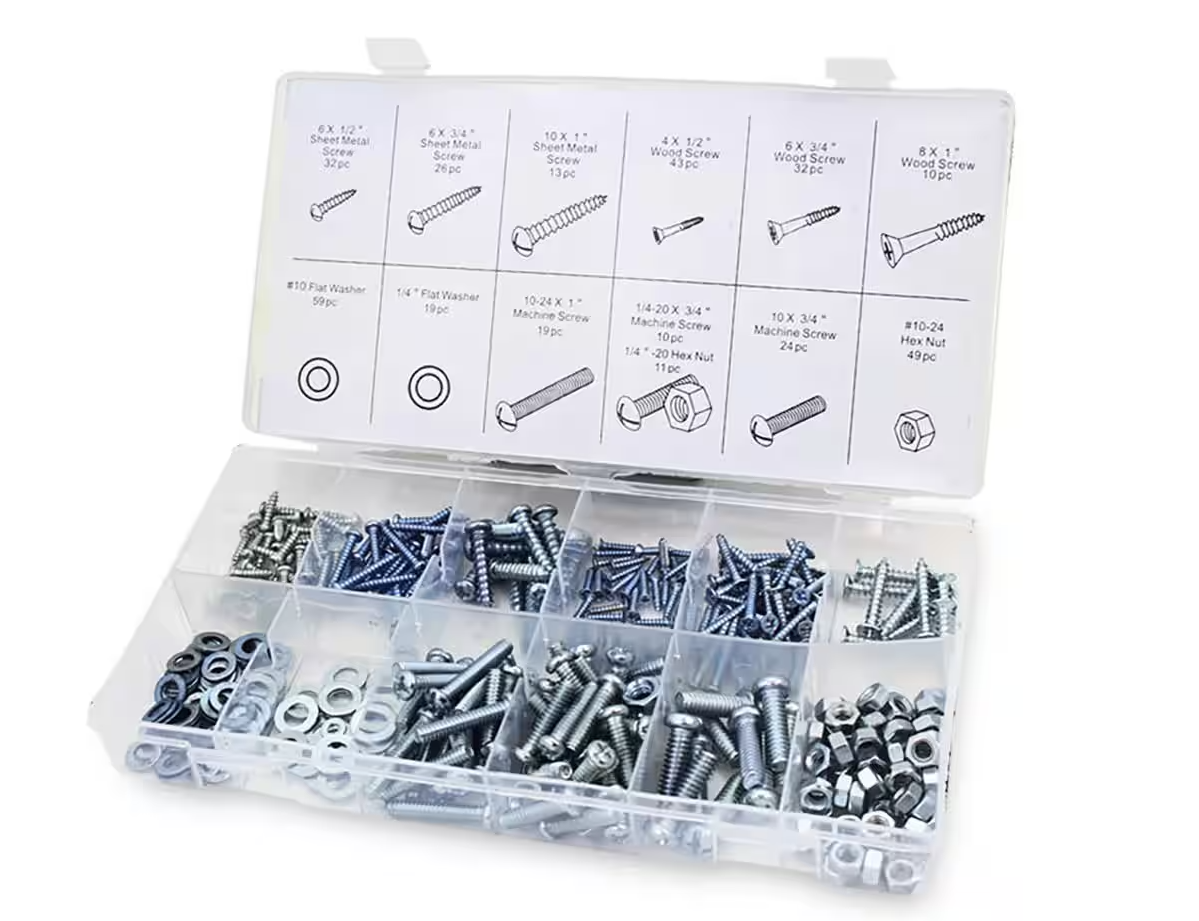 6 X 1/2 "
Sheet Metal
Screw
32pc
6 X 3/4 "
Sheet Metal
Screw
26pc
10 X 1 "
Sheet Metal
Screw
13pc
4 X 1/2 "
Wood Screw
43pc
6 X 3/4 "
Wood Screw
32pc
8 X 1 "
Wood Screw
10pc
#10 Flat Washer
59pc
1/4 " Flat Washer
19pc
10-24 X 1 "
Machine Screw
19pc
1/4-20 X 3/4 "
Machine Screw
10pc
1/4 " -20 Hex Nut
11pc
10 X 3/4 "
Machine Screw
24pc
#10-24
Hex Nut
49pc